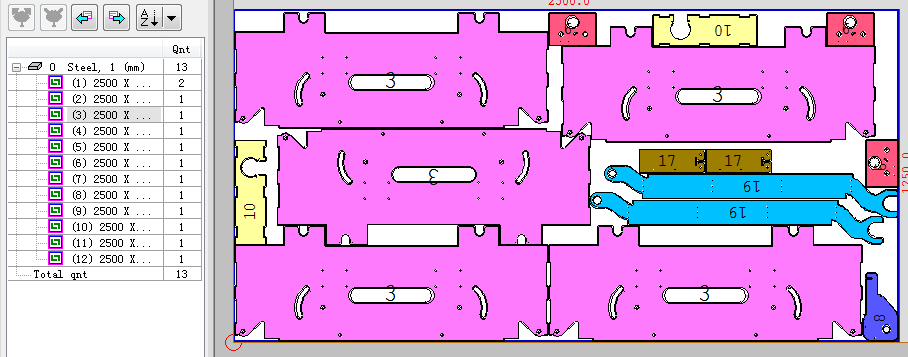 A
Z
Qnt
0 Steel, 1 (mm) 13
(1) 2500 X ... 2
(2) 2500 X ... 1
(3) 2500 X ... 1
(4) 2500 X ... 1
(5) 2500 X ... 1
(6) 2500 X ... 1
(7) 2500 X ... 1
(8) 2500 X ... 1
(9) 2500 X ... 1
(10) 2500 X... 1
(11) 2500 X... 1
(12) 2500 X... 1
Total qnt 13
2500.0
10
3
3
17
17
3
19
10
19
3
3
8
1250.0